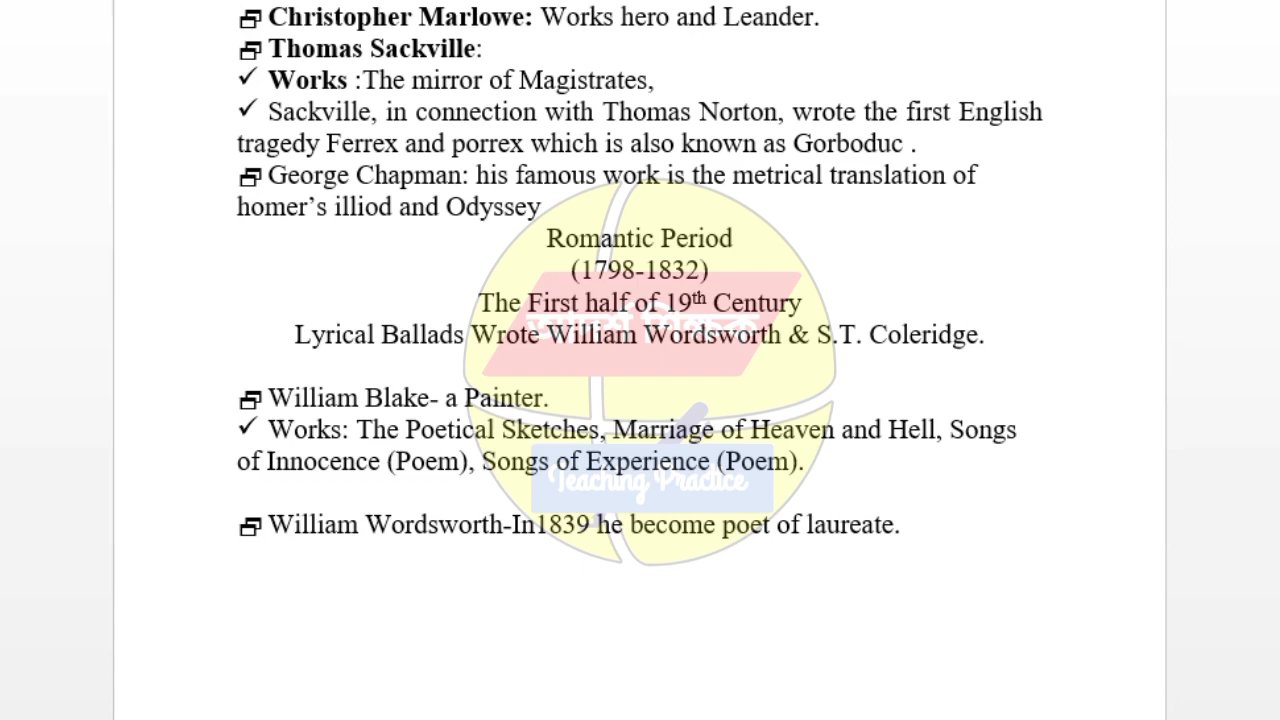 Christopher Marlowe: Works hero and Leander.
Thomas Sackville:
✓ Works :The mirror of Magistrates,
✓ Sackville, in connection with Thomas Norton, wrote the first English
tragedy Ferrex and porrex which is also known as Gorboduc .
George Chapman: his famous work is the metrical translation of
homer’s illiod and Odyssey
Romantic Period
(1798-1832)
The First half of 19th Century
Lyrical Ballads Wrote William Wordsworth & S.T. Coleridge.
William Blake- a Painter.
✓ Works: The Poetical Sketches, Marriage of Heaven and Hell, Songs
of Innocence (Poem), Songs of Experience (Poem).
Teaching Practice
William Wordsworth-In1839 he become poet of laureate.